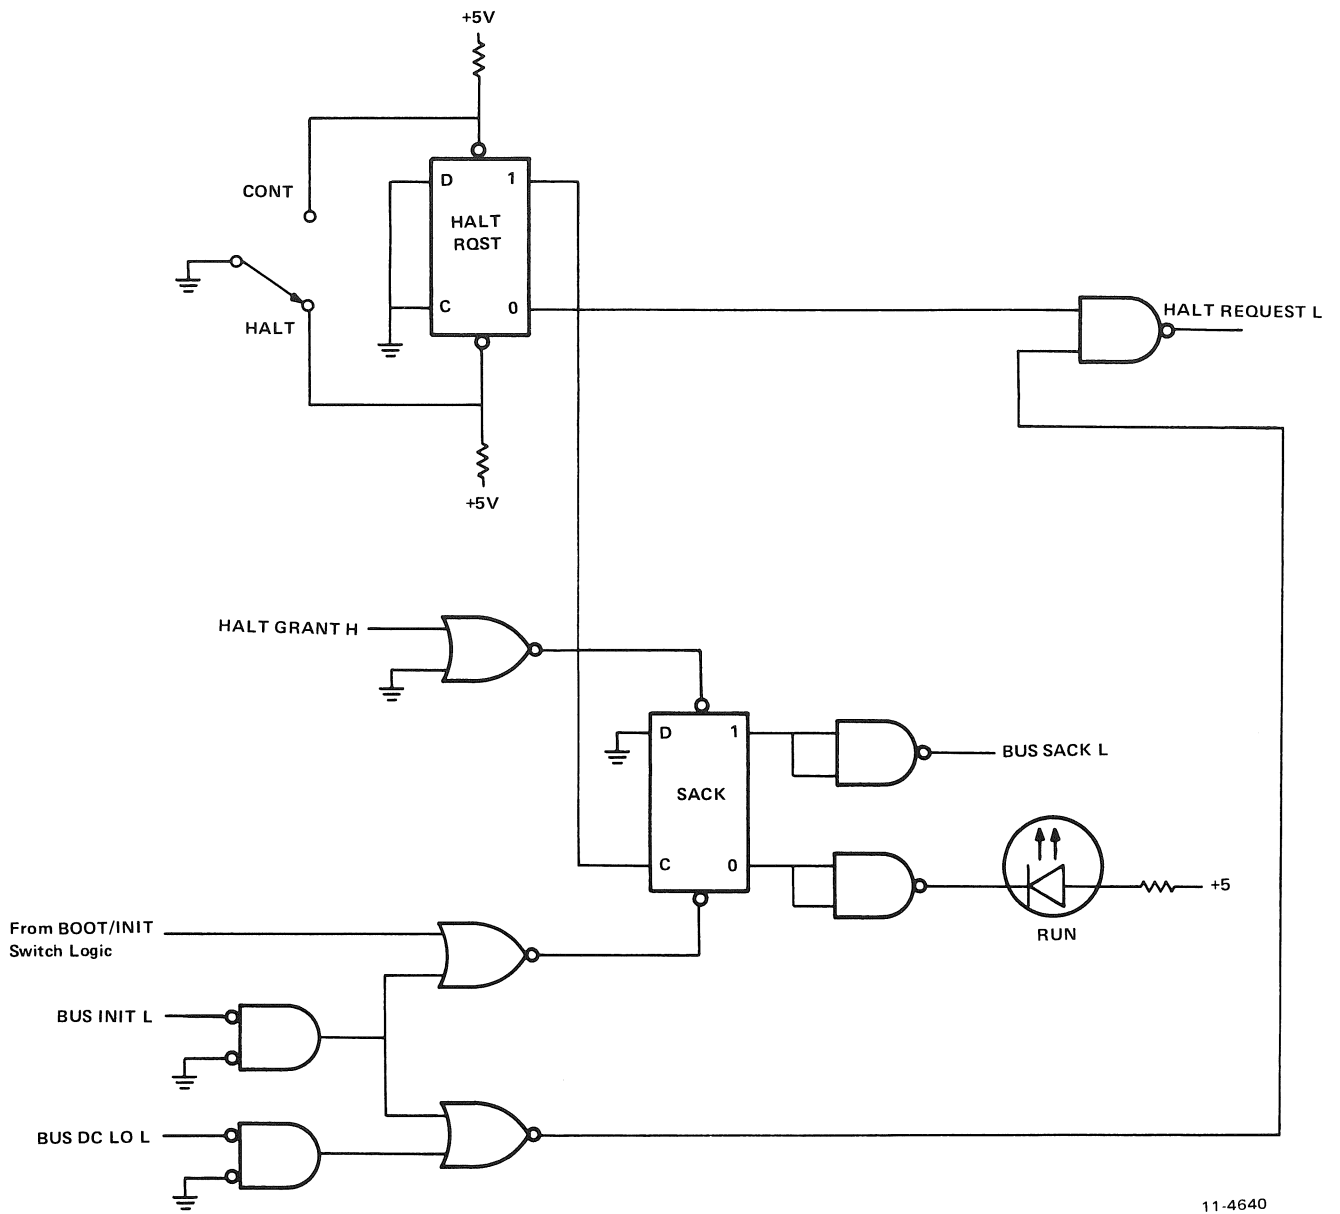 +5V
CONT
D 1
HALT
RQST
C 0
HALT
HALT REQUEST L
+5V
HALT GRANT H
D 1
BUS SACK L
SACK
C 0
+5
RUN
From BOOT/INIT
Switch Logic
BUS INIT L
BUS DC LO L
11-4640